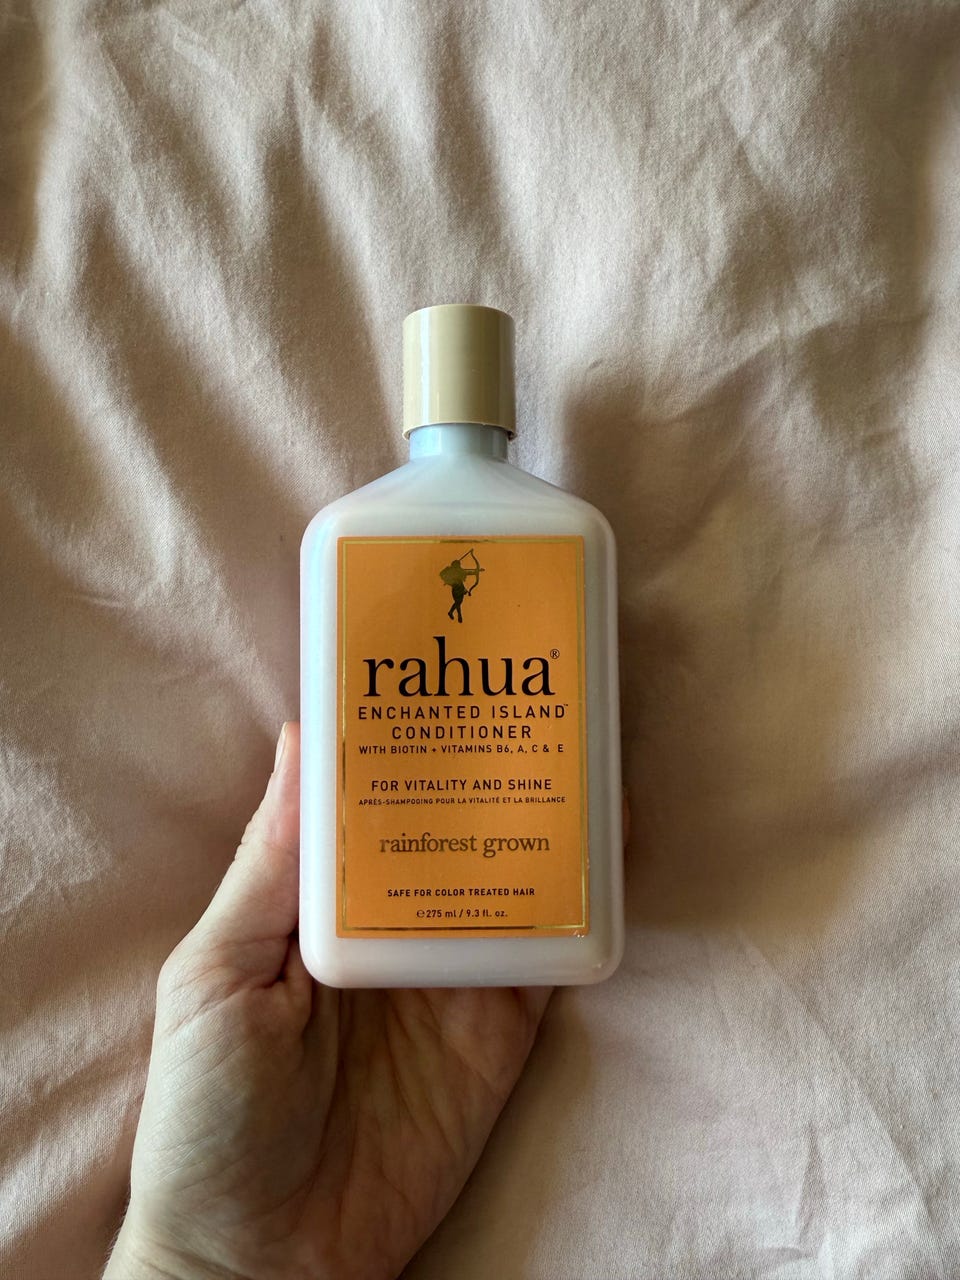 rahua®
ENCHANTED ISLAND™
CONDITIONER
WITH BIOTIN + VITAMINS B6, A, C & E
FOR VITALITY AND SHINE
APRÈS-SHAMPOOING POUR LA VITALITÉ ET LA BRILLANCE
rainforest grown
SAFE FOR COLOR TREATED HAIR
℮275 ml / 9.3 fl. oz.